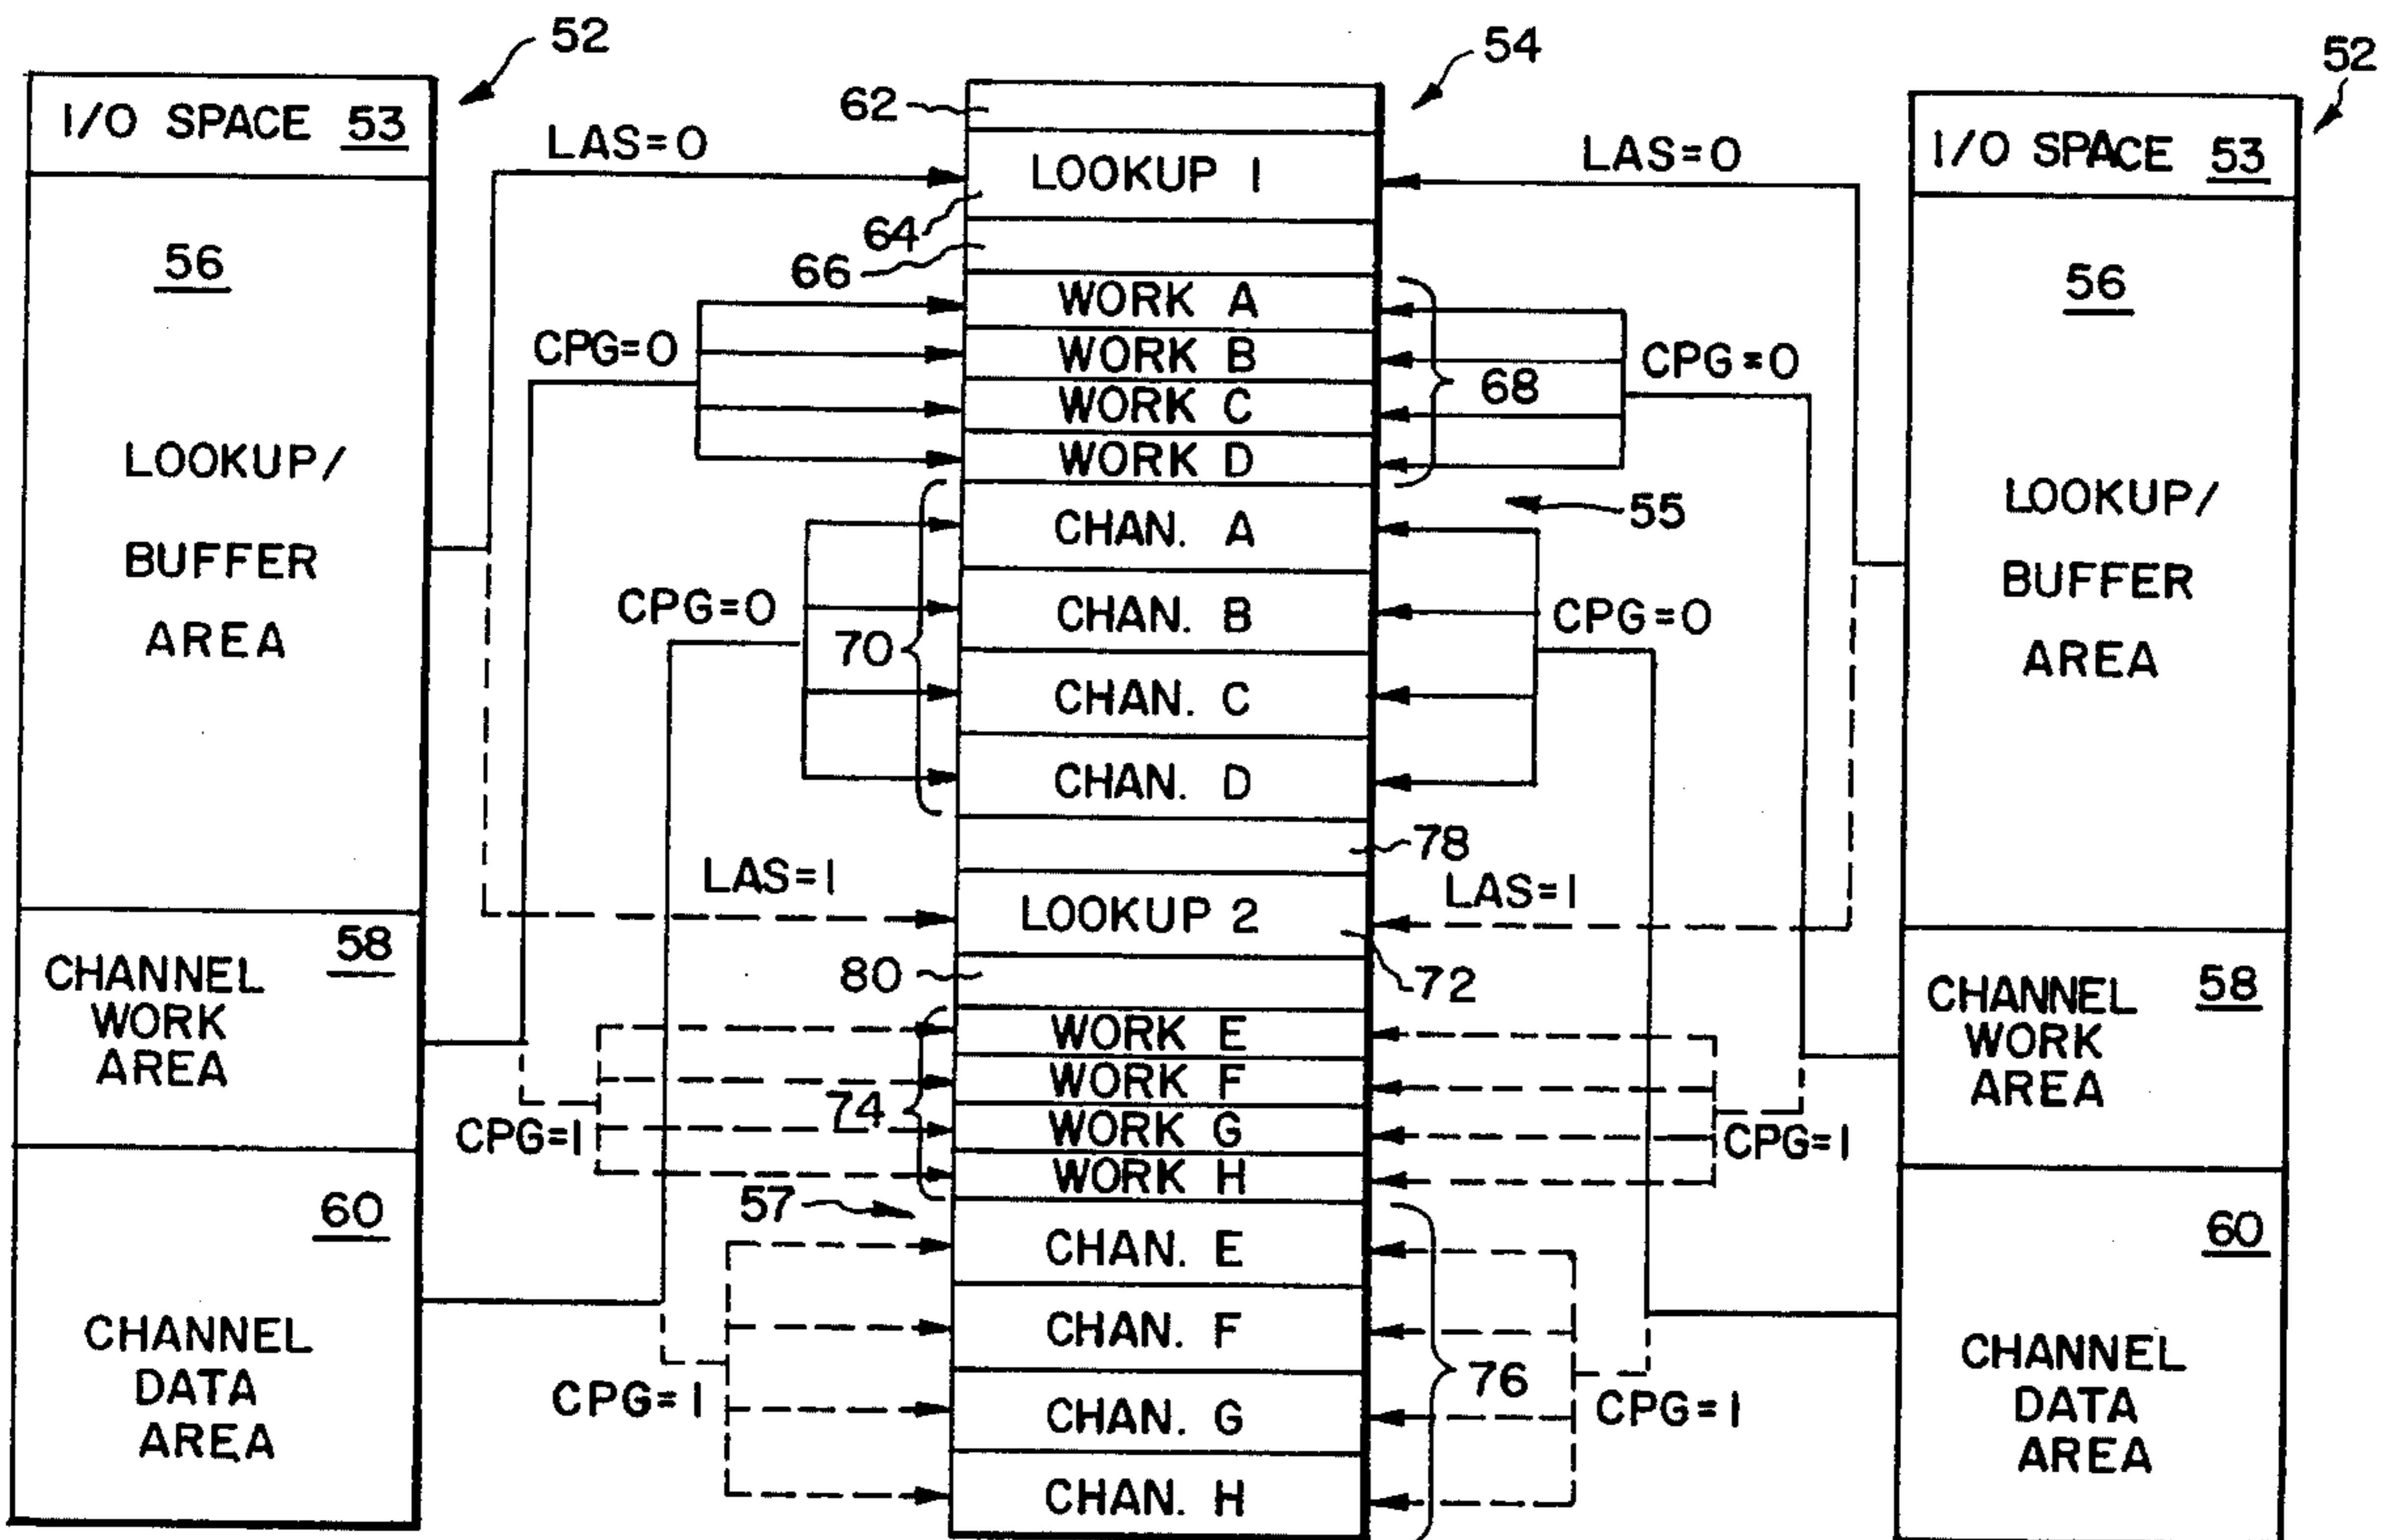 52
I/O SPACE 53
56
LOOKUP/
BUFFER
AREA
58
CHANNEL
WORK
AREA
60
CHANNEL
DATA
AREA
LAS=0
CPG=0
CPG=0
LAS=1
CPG=1
CPG=1
54
62
LOOKUP 1
64
66
WORK A
WORK B
WORK C
WORK D
68
55
CHAN. A
CHAN. B
CHAN. C
CHAN. D
70
78
LOOKUP 2
72
80
WORK E
WORK F
WORK G
WORK H
74
57
CHAN. E
CHAN. F
CHAN. G
CHAN. H
76
LAS=0
CPG=0
CPG=0
LAS=1
CPG=1
CPG=1
52
I/O SPACE 53
56
LOOKUP/
BUFFER
AREA
58
CHANNEL
WORK
AREA
60
CHANNEL
DATA
AREA